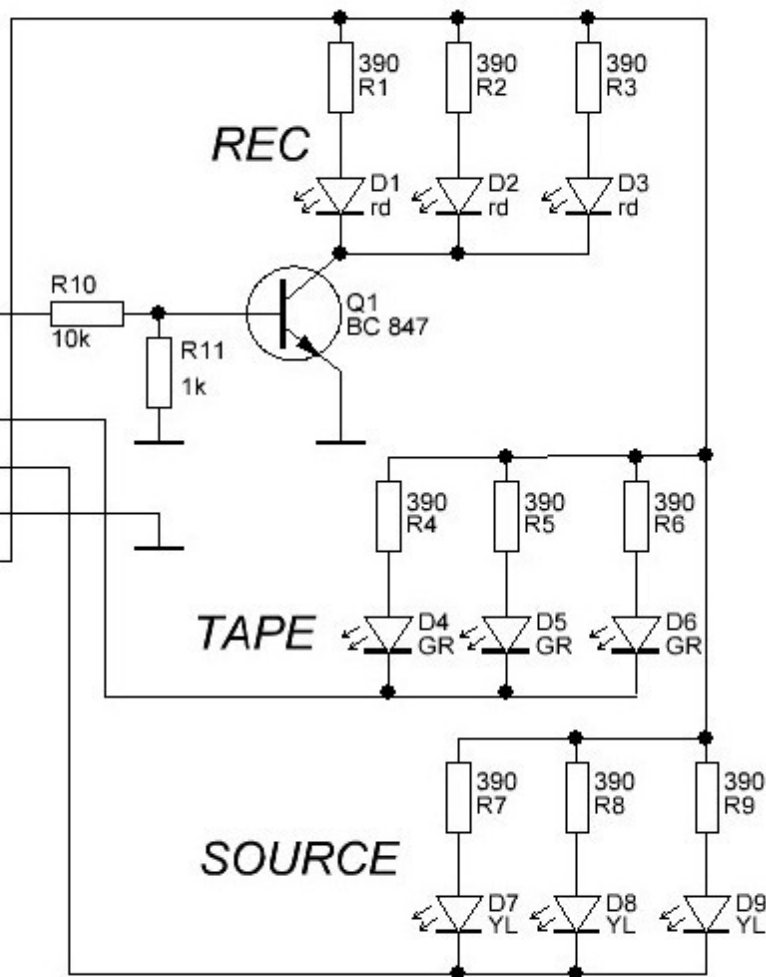 390
R1
390
R2
390
R3
REC
D1
rd
D2
rd
D3
rd
R10
10k
Q1
BC 847
R11
1k
390
R4
390
R5
390
R6
TAPE
D4
GR
D5
GR
D6
GR
390
R7
390
R8
390
R9
SOURCE
D7
YL
D8
YL
D9
YL